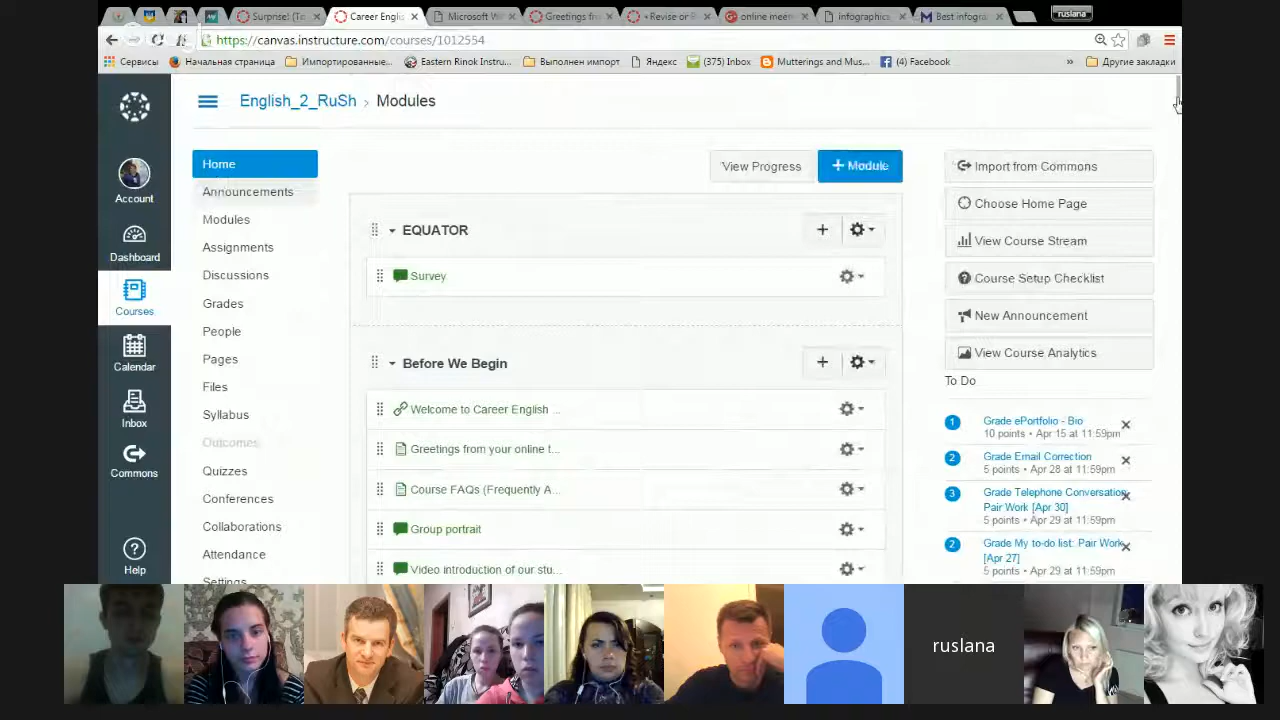 ruslana
Surprise! (T
Career Englis
Microsoft W
Greetings fro
Revise or R
online meet
infographics
Best infogra
https://canvas.instructure.com/courses/1012554
Сервисы
Начальная страница
Импортированные...
Eastern Rinok Instru...
Выполнен импорт
Яндекс
(375) Inbox
Mutterings and Mus...
(4) Facebook
»
Другие закладки
English_2_RuSh > Modules
Account
Dashboard
Courses
Calendar
Inbox
Commons
Help
Home
Announcements
Modules
Assignments
Discussions
Grades
People
Pages
Files
Syllabus
Outcomes
Quizzes
Conferences
Collaborations
Attendance
Settings
View Progress
+ Module
EQUATOR
Survey
Before We Begin
Welcome to Career English ...
Greetings from your online t...
Course FAQs (Frequently A...
Group portrait
Video introduction of our stu...
Import from Commons
Choose Home Page
View Course Stream
Course Setup Checklist
New Announcement
View Course Analytics
To Do
1 Grade ePortfolio - Bio
10 points • Apr 15 at 11:59pm
2 Grade Email Correction
5 points • Apr 28 at 11:59pm
3 Grade Telephone Conversation
Pair Work [Apr 30]
5 points • Apr 29 at 11:59pm
2 Grade My to-do list: Pair Work
[Apr 27]
5 points • Apr 29 at 11:59pm
ruslana